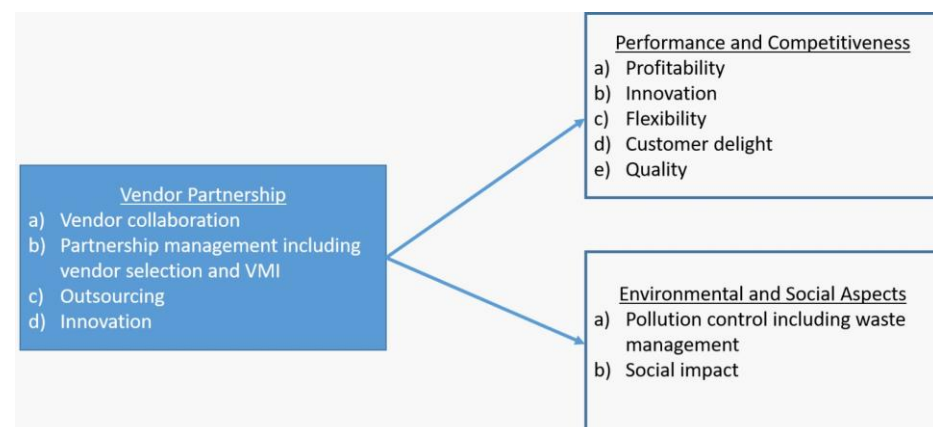 Performance and Competitiveness
a) Profitability
b) Innovation
c) Flexibility
d) Customer delight
e) Quality
Vendor Partnership
a) Vendor collaboration
b) Partnership management including
vendor selection and VMI
c) Outsourcing
d) Innovation
Environmental and Social Aspects
a) Pollution control including waste
management
b) Social impact